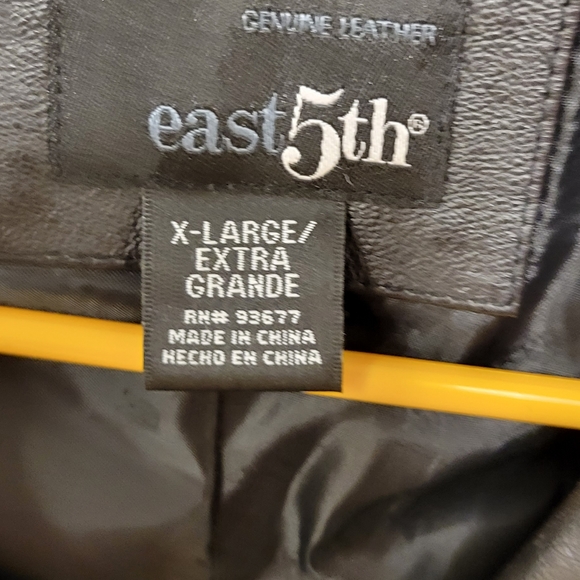 GENUINE LEATHER
east5th®
X-LARGE/
EXTRA
GRANDE
RN# 93677
MADE IN CHINA
HECHO EN CHINA